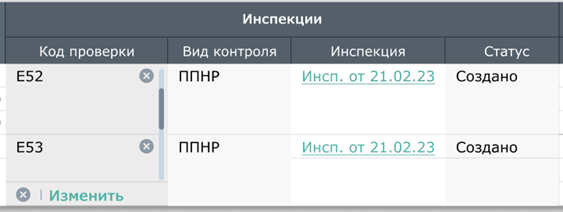 Инспекции
Код проверки Вид контроля Инспекция Статус
E52 ППНР Инсп. от 21.02.23 Создано
E53 ППНР Инсп. от 21.02.23 Создано
Изменить